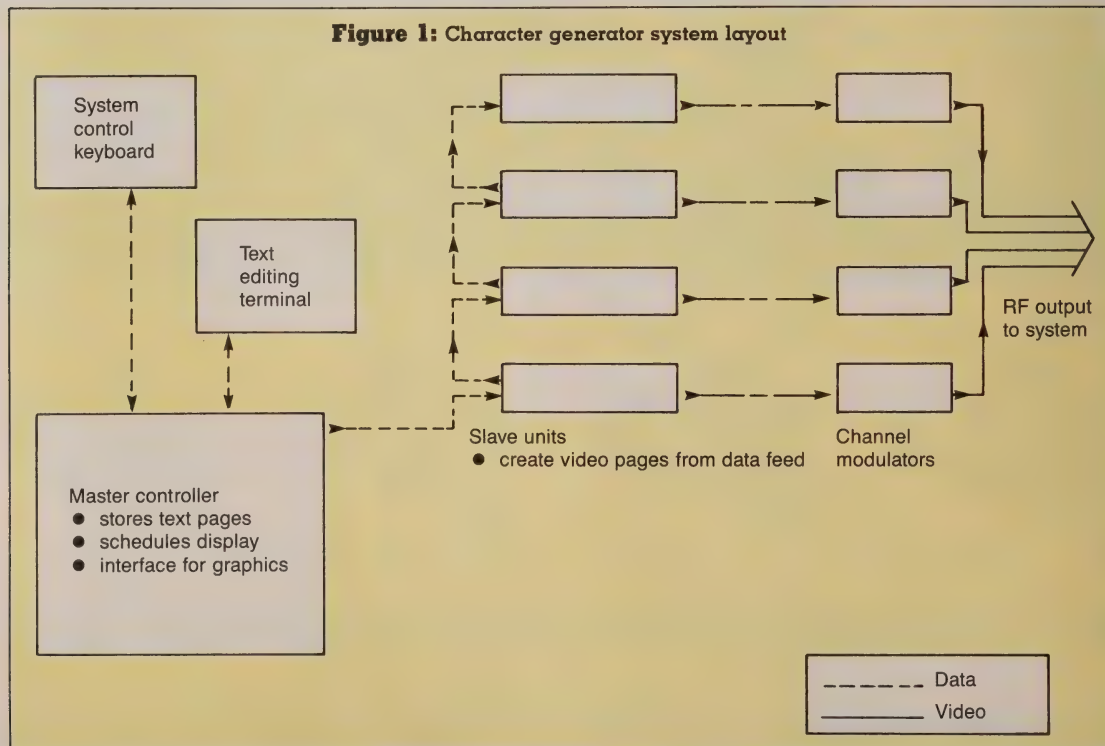 Figure 1: Character generator system layout
System
control
keyboard
Text
editing
terminal
Master controller
● stores text pages
● schedules display
● interface for graphics
Slave units
● create video pages from data feed
Channel
modulators
RF output
to system
Data
Video